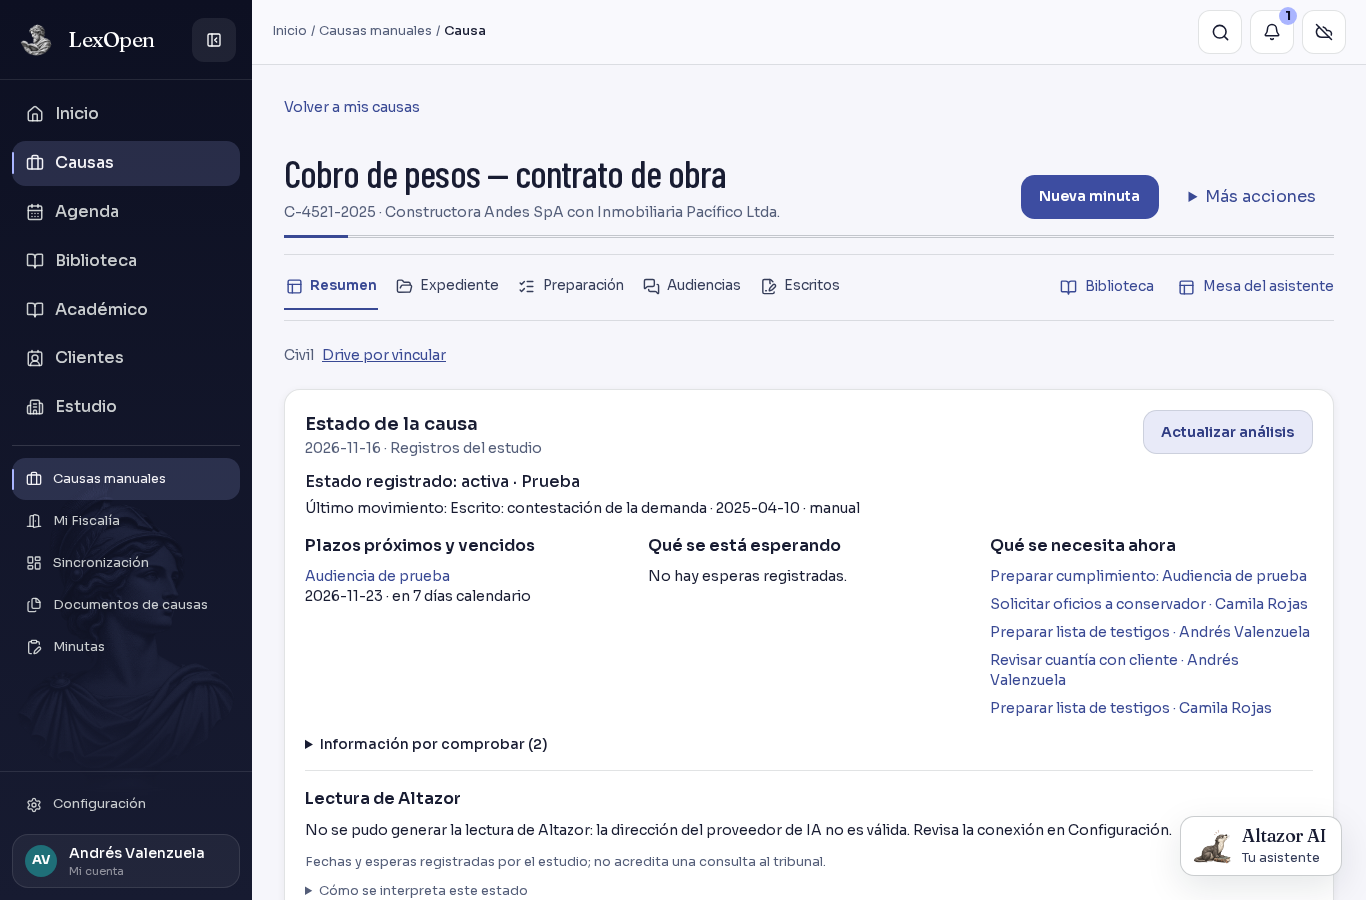 LexOpen
Inicio
Causas
Agenda
Biblioteca
Académico
Clientes
Estudio
Causas manuales
Mi Fiscalía
Sincronización
Documentos de causas
Minutas
Configuración
AV
Andrés Valenzuela
Mi cuenta
Inicio / Causas manuales / Causa
1
Volver a mis causas
Cobro de pesos — contrato de obra
C-4521-2025 · Constructora Andes SpA con Inmobiliaria Pacífico Ltda.
Nueva minuta
Más acciones
Resumen
Expediente
Preparación
Audiencias
Escritos
Biblioteca
Mesa del asistente
Civil Drive por vincular
Estado de la causa
2026-11-16 · Registros del estudio
Actualizar análisis
Estado registrado: activa · Prueba
Último movimiento: Escrito: contestación de la demanda · 2025-04-10 · manual
Plazos próximos y vencidos
Audiencia de prueba
2026-11-23 · en 7 días calendario
Qué se está esperando
No hay esperas registradas.
Qué se necesita ahora
Preparar cumplimiento: Audiencia de prueba
Solicitar oficios a conservador · Camila Rojas
Preparar lista de testigos · Andrés Valenzuela
Revisar cuantía con cliente · Andrés
Valenzuela
Preparar lista de testigos · Camila Rojas
Información por comprobar (2)
Lectura de Altazor
No se pudo generar la lectura de Altazor: la dirección del proveedor de IA no es válida. Revisa la conexión en Configuración.
Fechas y esperas registradas por el estudio; no acredita una consulta al tribunal.
Cómo se interpreta este estado
Altazor AI
Tu asistente